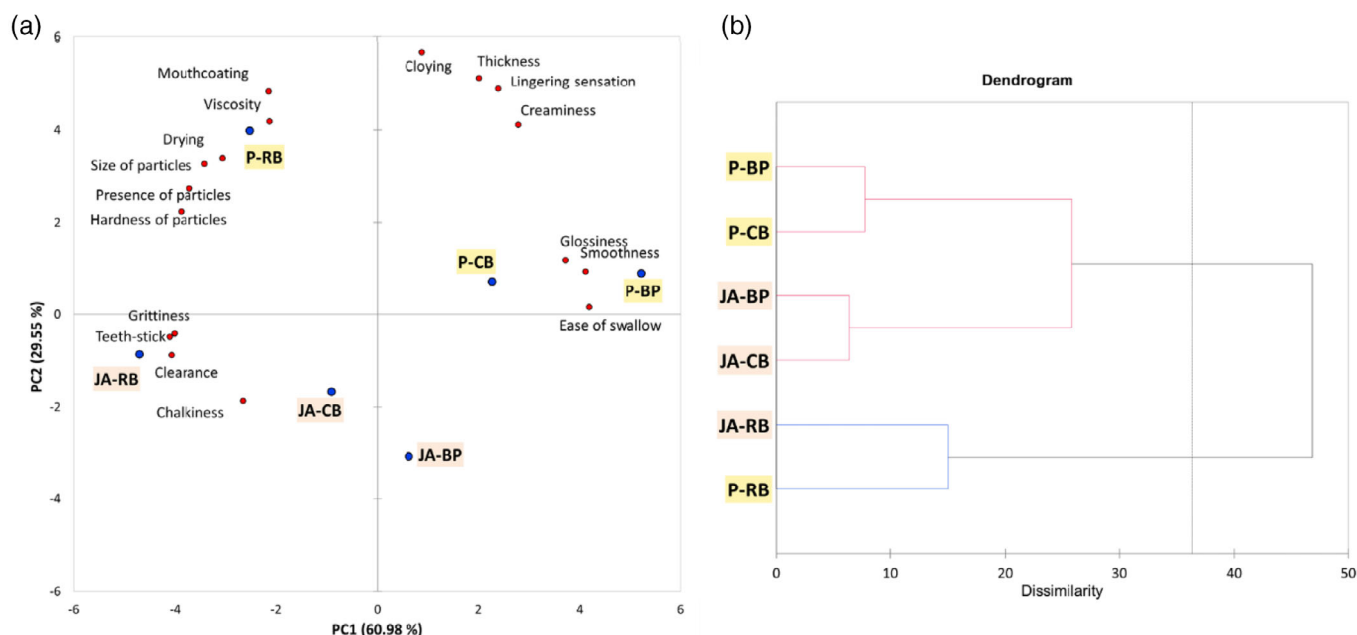 (a)
6
4
2
0
-2
-4
-6
-6
-4
-2
0
2
4
6
PC2 (29.55 %)
PC1 (60.98 %)
Mouthcoating
Viscosity
Drying
P-RB
Size of particles
Presence of particles
Hardness of particles
Cloying
Thickness
Lingering sensation
Creaminess
Glossiness
Smoothness
P-CB
P-BP
Ease of swallow
Grittiness
Teeth-stick
JA-RB
Clearance
Chalkiness
JA-CB
JA-BP
(b)
Dendrogram
P-BP
P-CB
JA-BP
JA-CB
JA-RB
P-RB
0
10
20
30
40
50
Dissimilarity